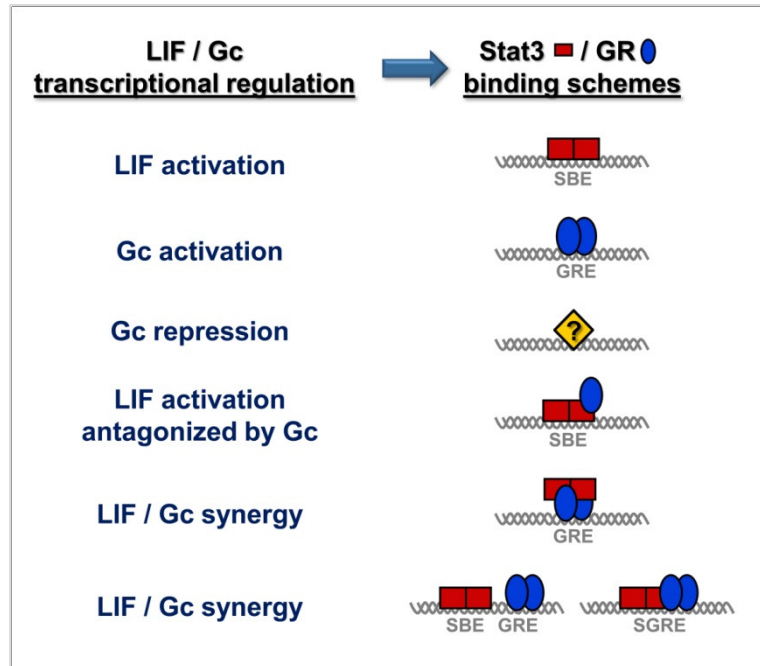 LIF / Gc
transcriptional regulation
Stat3 / GR
binding schemes
LIF activation
SBE
Gc activation
GRE
Gc repression
?
LIF activation
antagonized by Gc
SBE
LIF / Gc synergy
GRE
LIF / Gc synergy
SBE GRE SGRE